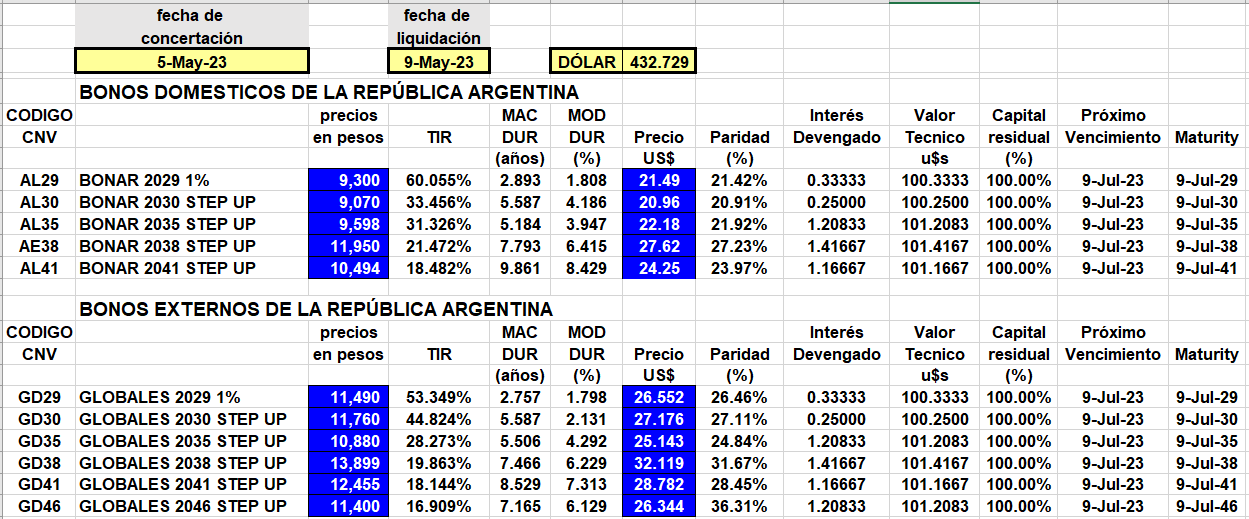 fecha de fecha de
concertación liquidación
5-May-23 9-May-23 DÓLAR 432.729
BONOS DOMESTICOS DE LA REPÚBLICA ARGENTINA
CODIGO precios MAC MOD Interés Valor Capital Próximo
CNV en pesos TIR DUR DUR Precio Paridad Devengado Tecnico residual Vencimiento Maturity
(años) (%) US$ (%) u$s (%)
AL29 BONAR 2029 1% 9,300 60.055% 2.893 1.808 21.49 21.42% 0.33333 100.3333 100.00% 9-Jul-23 9-Jul-29
AL30 BONAR 2030 STEP UP 9,070 33.456% 5.587 4.186 20.96 20.91% 0.25000 100.2500 100.00% 9-Jul-23 9-Jul-30
AL35 BONAR 2035 STEP UP 9,598 31.326% 5.184 3.947 22.18 21.92% 1.20833 101.2083 100.00% 9-Jul-23 9-Jul-35
AE38 BONAR 2038 STEP UP 11,950 21.472% 7.793 6.415 27.62 27.23% 1.41667 101.4167 100.00% 9-Jul-23 9-Jul-38
AL41 BONAR 2041 STEP UP 10,494 18.482% 9.861 8.429 24.25 23.97% 1.16667 101.1667 100.00% 9-Jul-23 9-Jul-41
BONOS EXTERNOS DE LA REPÚBLICA ARGENTINA
CODIGO precios MAC MOD Interés Valor Capital Próximo
CNV en pesos TIR DUR DUR Precio Paridad Devengado Tecnico residual Vencimiento Maturity
(años) (%) US$ (%) u$s (%)
GD29 GLOBALES 2029 1% 11,490 53.349% 2.757 1.798 26.552 26.46% 0.33333 100.3333 100.00% 9-Jul-23 9-Jul-29
GD30 GLOBALES 2030 STEP UP 11,760 44.824% 5.587 2.131 27.176 27.11% 0.25000 100.2500 100.00% 9-Jul-23 9-Jul-30
GD35 GLOBALES 2035 STEP UP 10,880 28.273% 5.506 4.292 25.143 24.84% 1.20833 101.2083 100.00% 9-Jul-23 9-Jul-35
GD38 GLOBALES 2038 STEP UP 13,899 19.863% 7.466 6.229 32.119 31.67% 1.41667 101.4167 100.00% 9-Jul-23 9-Jul-38
GD41 GLOBALES 2041 STEP UP 12,455 18.144% 8.529 7.313 28.782 28.45% 1.16667 101.1667 100.00% 9-Jul-23 9-Jul-41
GD46 GLOBALES 2046 STEP UP 11,400 16.909% 7.165 6.129 26.344 36.31% 1.20833 101.2083 100.00% 9-Jul-23 9-Jul-46